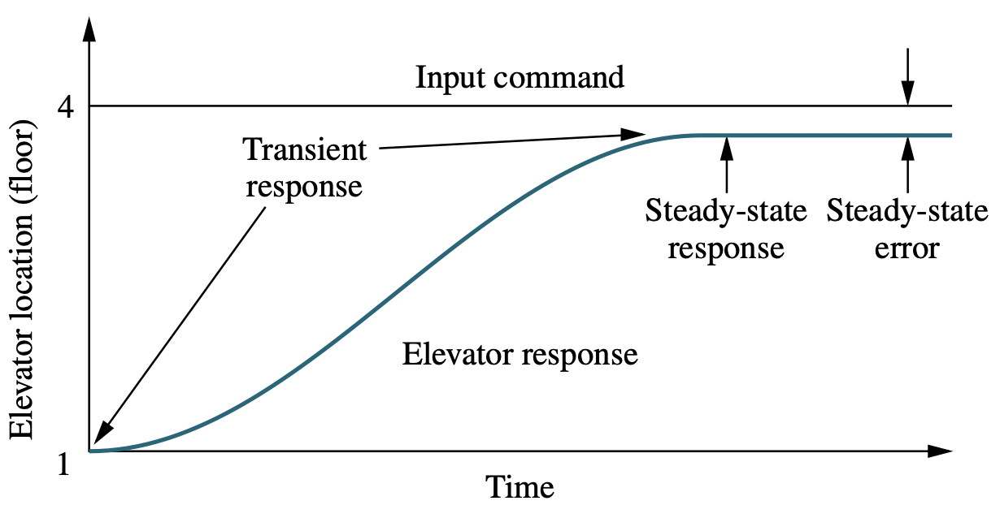 Input command
4
Transient
response
Steady-state
response
Steady-state
error
Elevator response
Elevator location (floor)
1
Time